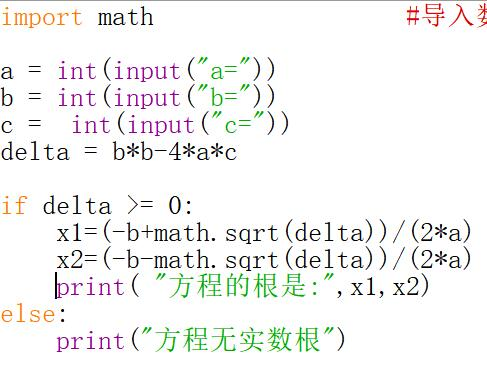 import math #导入
a = int(input("a="))
b = int(input("b="))
c =  int(input("c="))
delta = b*b-4*a*c
if delta >= 0:
    x1=(-b+math.sqrt(delta))/(2*a)
    x2=(-b-math.sqrt(delta))/(2*a)
    print( "方程的根是:",x1,x2)
else:
    print("方程无实数根")